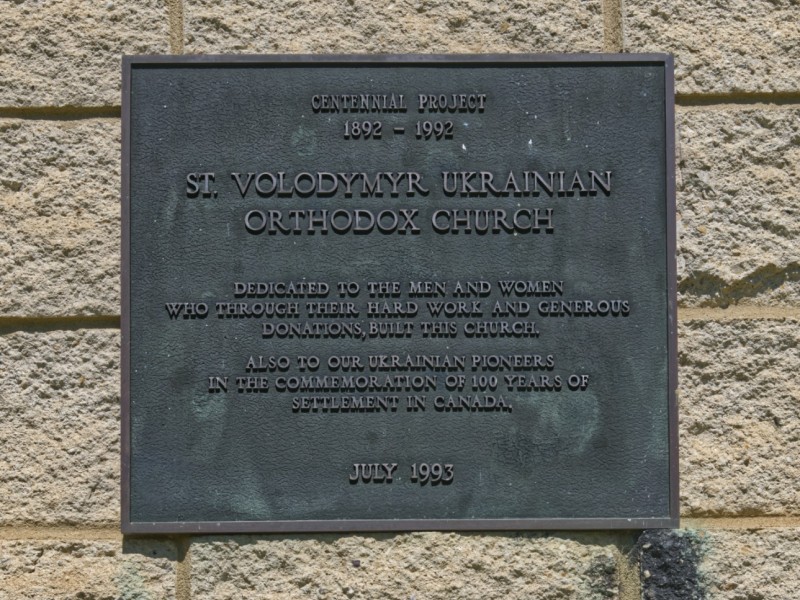 CENTENNIAL PROJECT
1892 - 1992
ST. VOLODYMYR UKRAINIAN
ORTHODOX CHURCH
DEDICATED TO THE MEN AND WOMEN
WHO THROUGH THEIR HARD WORK AND GENEROUS
DONATIONS, BUILT THIS CHURCH.
ALSO TO OUR UKRAINIAN PIONEERS
IN THE COMMEMORATION OF 100 YEARS OF
SETTLEMENT IN CANADA.
JULY 1993